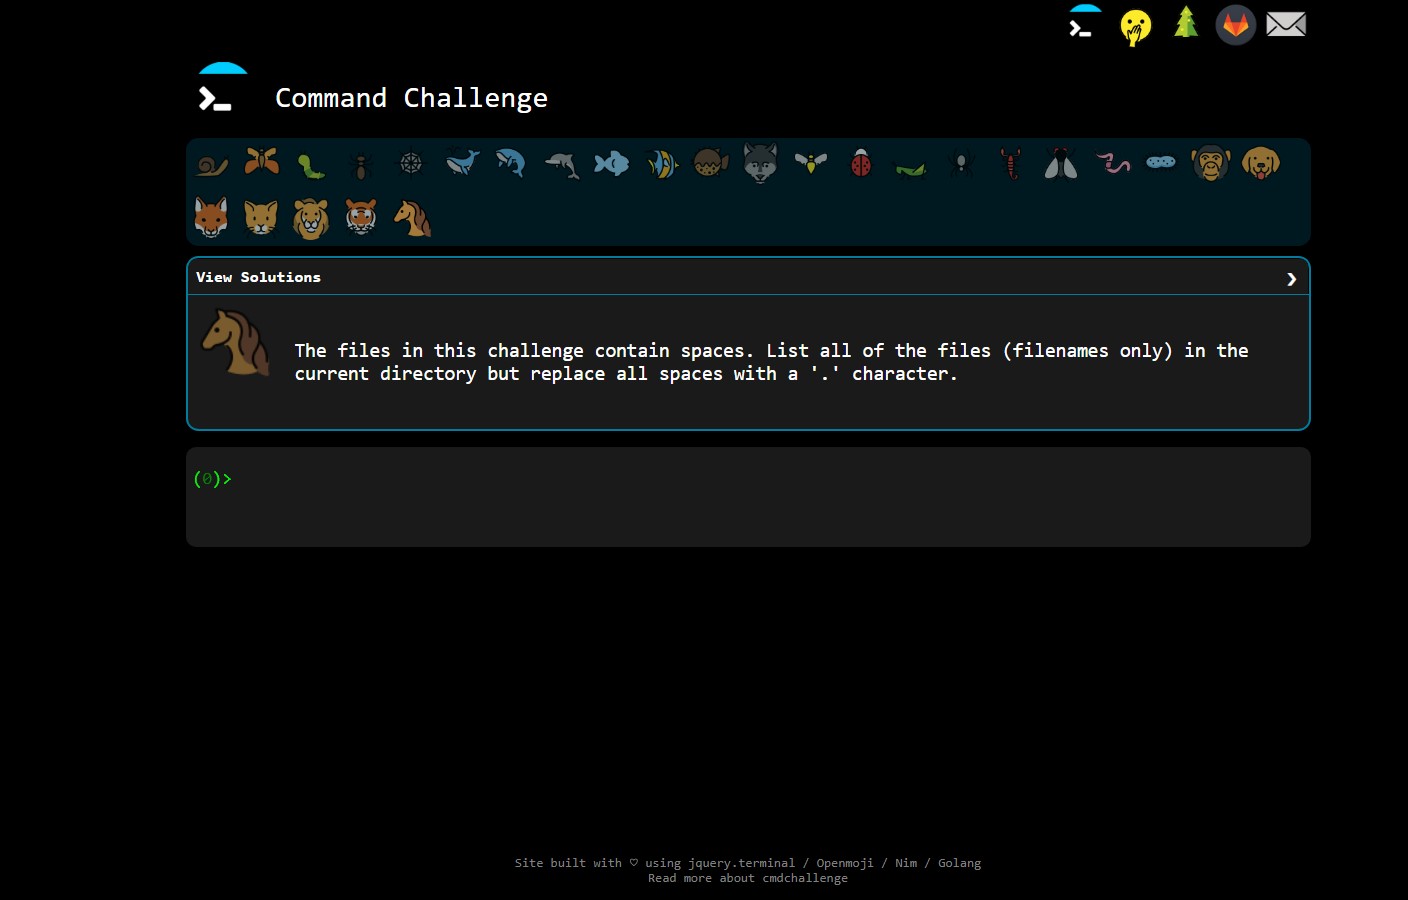 Command Challenge
View Solutions
The files in this challenge contain spaces. List all of the files (filenames only) in the
current directory but replace all spaces with a '.' character.
(0)>
Site built with ♡ using jquery.terminal / Openmoji / Nim / Golang
Read more about cmdchallenge